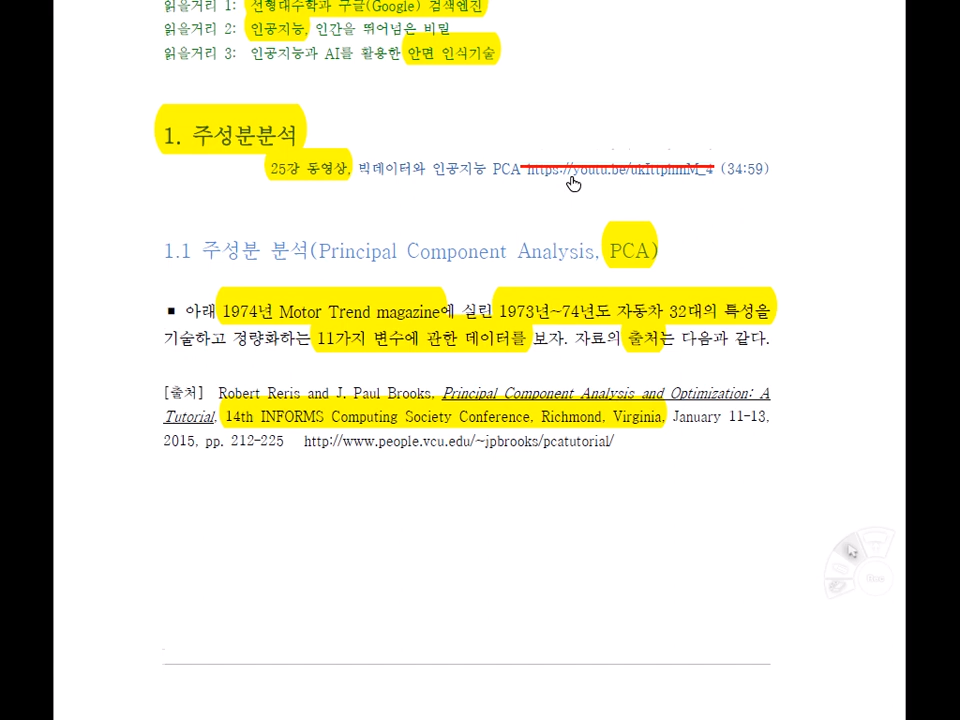 읽을거리 1: 선형대수학과 구글(Google) 검색엔진
읽을거리 2: 인공지능, 인간을 뛰어넘은 비밀
읽을거리 3: 인공지능과 AI를 활용한 안면 인식기술
1. 주성분분석
25강 동영상, 빅데이터와 인공지능 PCA https://youtu.be/ukIttphmM_4 (34:59)
1.1 주성분 분석(Principal Component Analysis, PCA)
■ 아래 1974년 Motor Trend magazine에 실린 1973년~74년도 자동차 32대의 특성을
기술하고 정량화하는 11가지 변수에 관한 데이터를 보자. 자료의 출처는 다음과 같다.
[출처] Robert Reris and J. Paul Brooks, Principal Component Analysis and Optimization: A
Tutorial, 14th INFORMS Computing Society Conference, Richmond, Virginia, January 11-13,
2015, pp. 212-225 http://www.people.vcu.edu/~jpbrooks/pcatutorial/